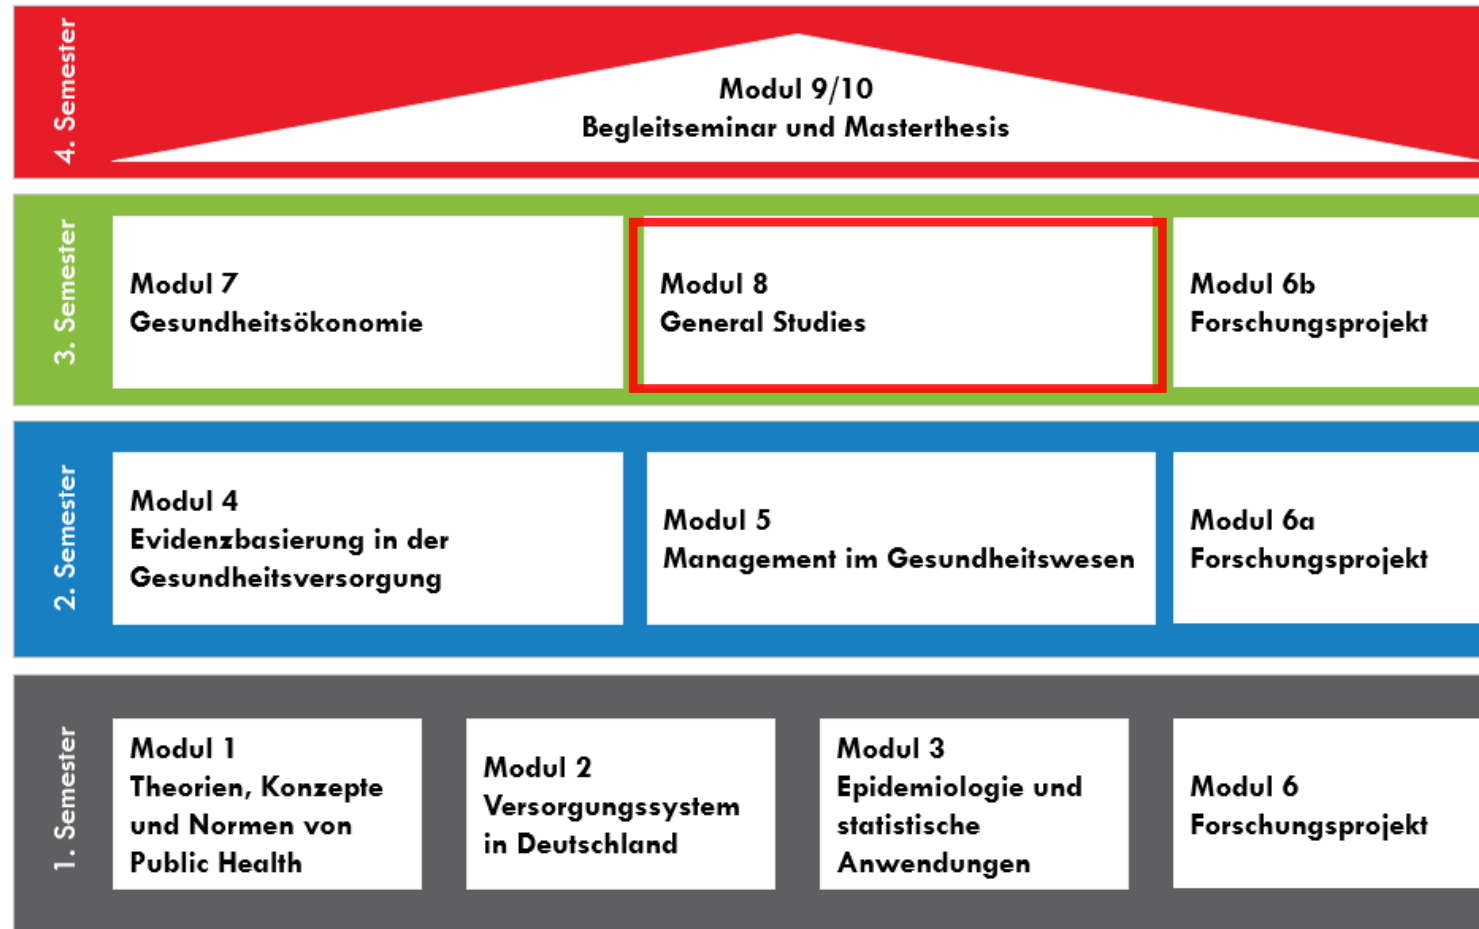 4. Semester
Modul 9/10
Begleitseminar und Masterthesis
3. Semester
Modul 7
Gesundheitsökonomie
Modul 8
General Studies
Modul 6b
Forschungsprojekt
2. Semester
Modul 4
Evidenzbasierung in der
Gesundheitsversorgung
Modul 5
Management im Gesundheitswesen
Modul 6a
Forschungsprojekt
1. Semester
Modul 1
Theorien, Konzepte
und Normen von
Public Health
Modul 2
Versorgungssystem
in Deutschland
Modul 3
Epidemiologie und
statistische
Anwendungen
Modul 6
Forschungsprojekt